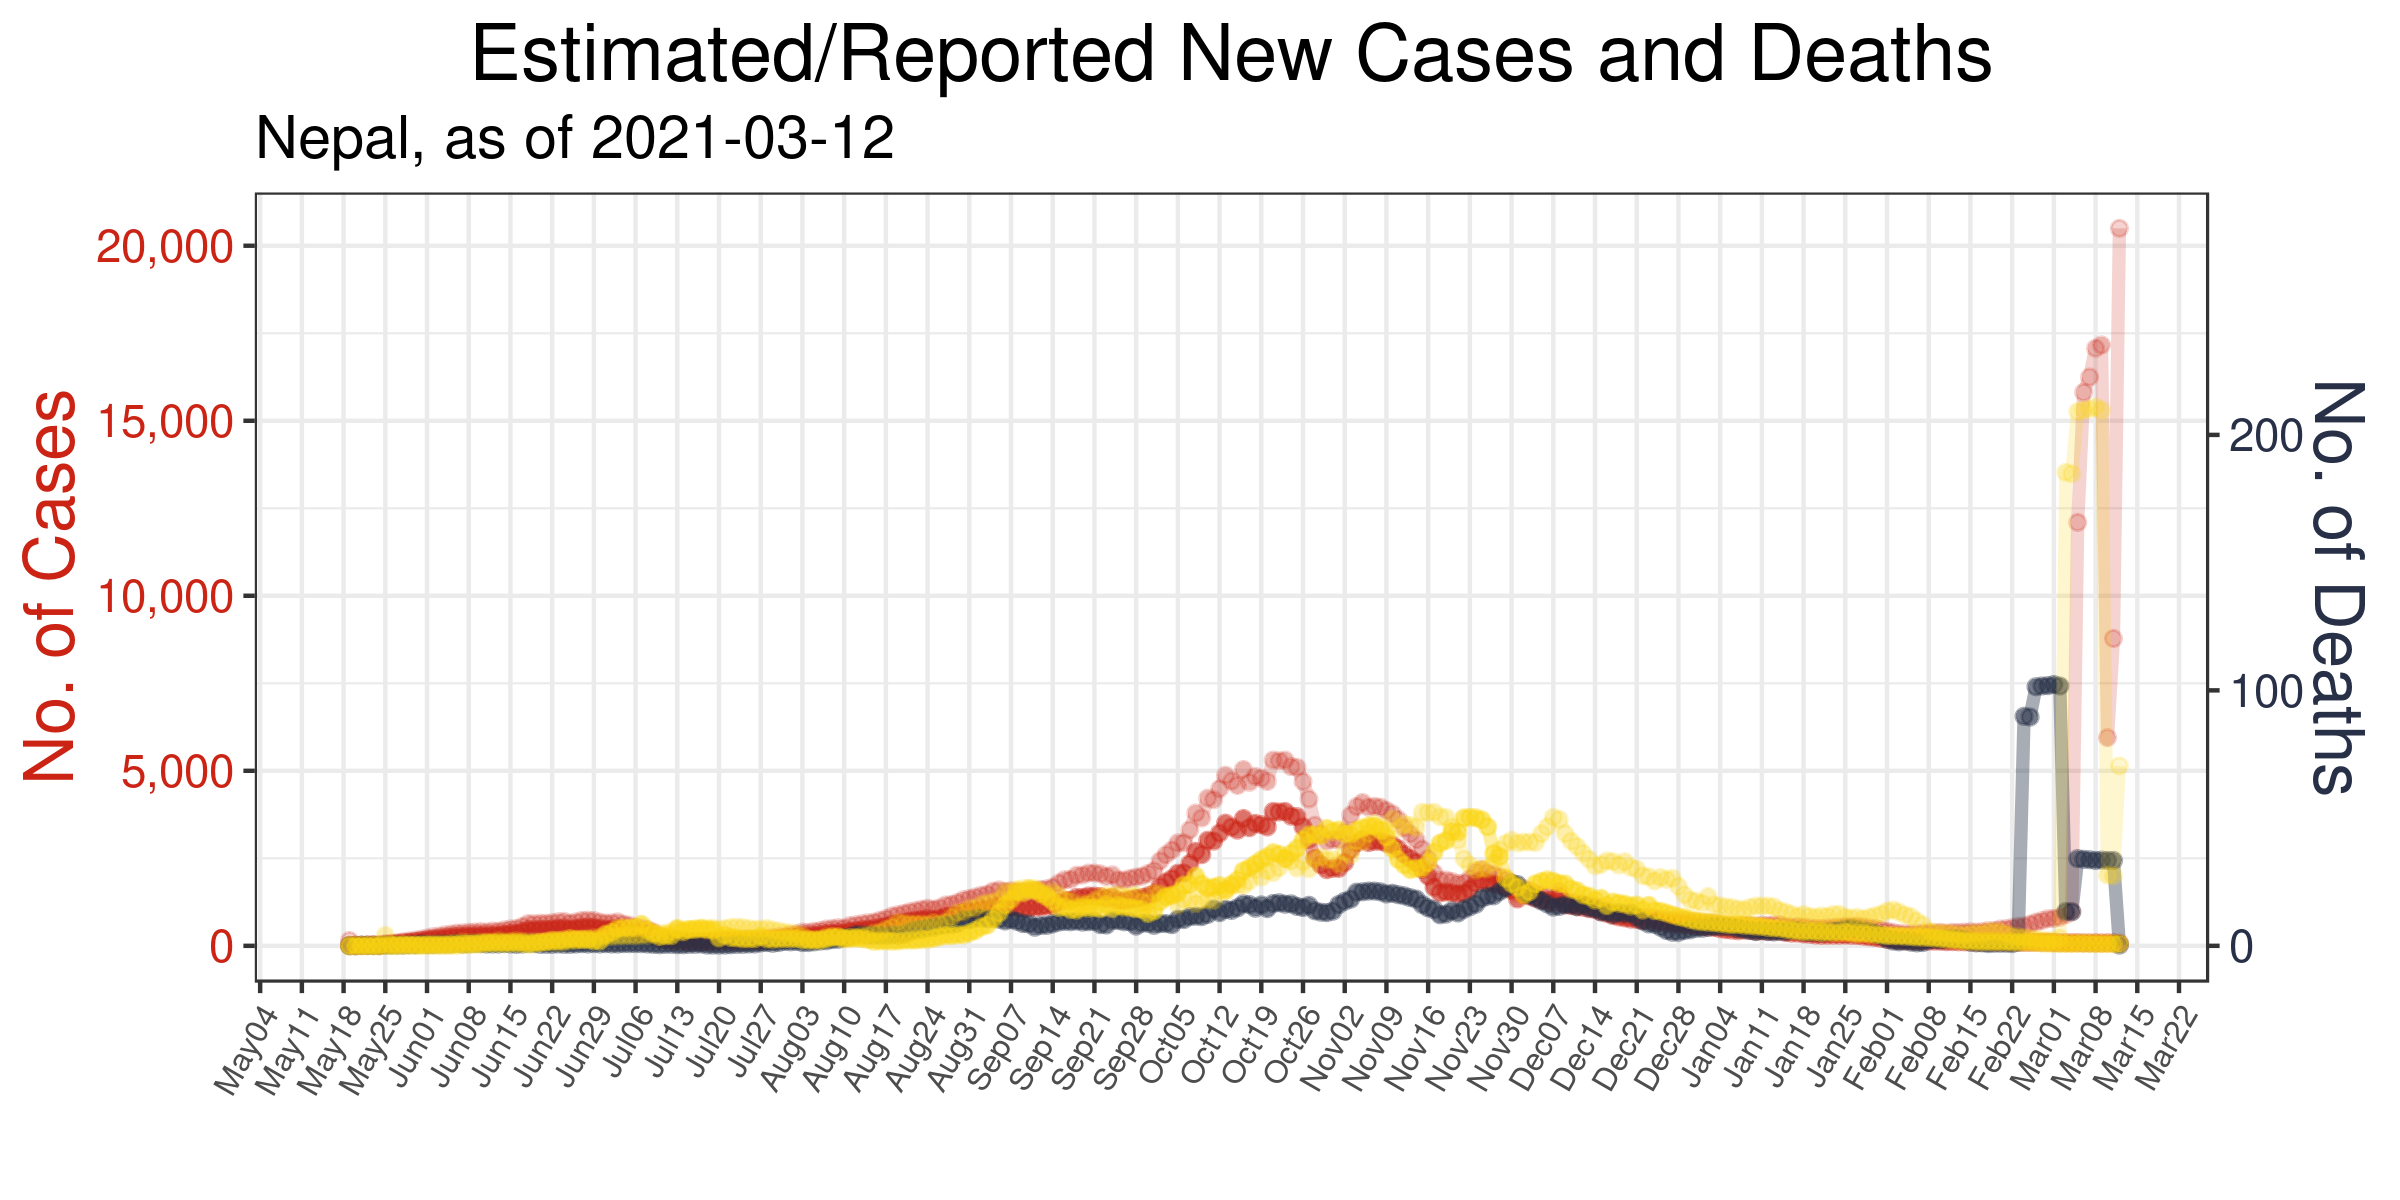 Estimated/Reported New Cases and Deaths
Nepal, as of 2021-03-12
No. of Cases
20,000
15,000
10,000
5,000
0
No. of Deaths
200
100
0
May04
May11
May18
May25
Jun01
Jun08
Jun15
Jun22
Jun29
Jul06
Jul13
Jul20
Jul27
Aug03
Aug10
Aug17
Aug24
Aug31
Sep07
Sep14
Sep21
Sep28
Oct05
Oct12
Oct19
Oct26
Nov02
Nov09
Nov16
Nov23
Nov30
Dec07
Dec14
Dec21
Dec28
Jan04
Jan11
Jan18
Jan25
Feb01
Feb08
Feb15
Feb22
Mar01
Mar08
Mar15
Mar22